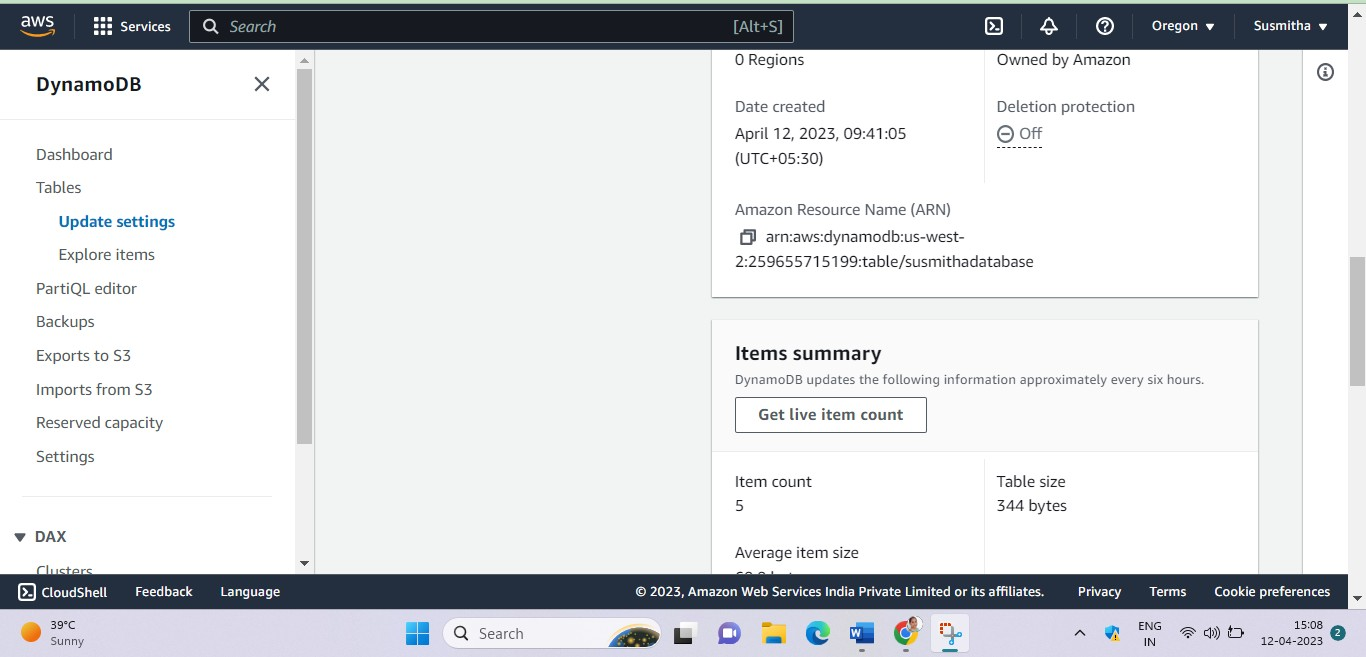 aws
Services
Search
[Alt+S]
Oregon ▼
Susmitha ▼
DynamoDB
Dashboard
Tables
Update settings
Explore items
PartiQL editor
Backups
Exports to S3
Imports from S3
Reserved capacity
Settings
DAX
Clusters
0 Regions
Owned by Amazon
Date created
April 12, 2023, 09:41:05
(UTC+05:30)
Deletion protection
Off
Amazon Resource Name (ARN)
arn:aws:dynamodb:us-west-
2:259655715199:table/susmithadatabase
Items summary
DynamoDB updates the following information approximately every six hours.
Get live item count
Item count
5
Table size
344 bytes
Average item size
CloudShell
Feedback
Language
© 2023, Amazon Web Services India Private Limited or its affiliates.
Privacy
Terms
Cookie preferences
39°C
Sunny
Search
ENG
IN
15:08
12-04-2023
2